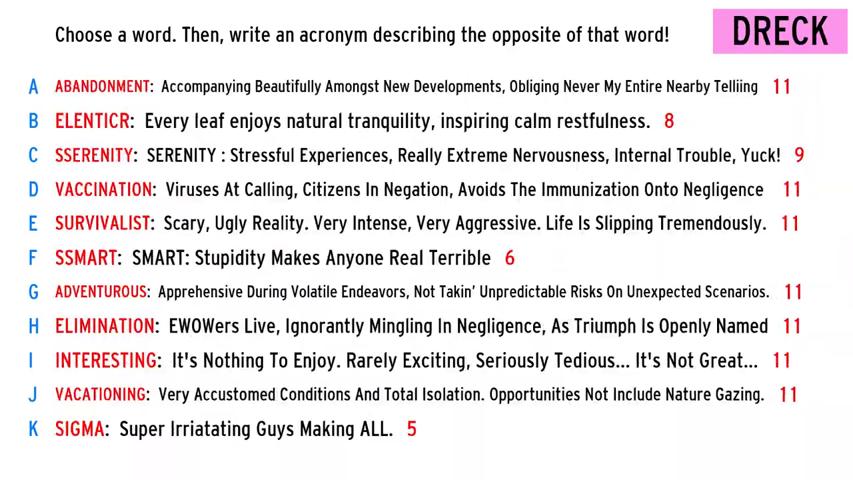 Choose a word. Then, write an acronym describing the opposite of that word!
DRECK
A ABANDONMENT: Accompanying Beautifully Amongst New Developments, Obliging Never My Entire Nearby Telliing 11
B ELENTICR: Every leaf enjoys natural tranquility, inspiring calm restfulness. 8
C SSERENITY: SERENITY : Stressful Experiences, Really Extreme Nervousness, Internal Trouble, Yuck! 9
D VACCINATION: Viruses At Calling, Citizens In Negation, Avoids The Immunization Onto Negligence 11
E SURVIVALIST: Scary, Ugly Reality. Very Intense, Very Aggressive. Life Is Slipping Tremendously. 11
F SSMART: SMART: Stupidity Makes Anyone Real Terrible 6
G ADVENTUROUS: Apprehensive During Volatile Endeavors, Not Takin' Unpredictable Risks On Unexpected Scenarios. 11
H ELIMINATION: EWOWers Live, Ignorantly Mingling In Negligence, As Triumph Is Openly Named 11
I INTERESTING: It's Nothing To Enjoy. Rarely Exciting, Seriously Tedious... It's Not Great... 11
J VACATIONING: Very Accustomed Conditions And Total Isolation. Opportunities Not Include Nature Gazing. 11
K SIGMA: Super Irriatating Guys Making ALL. 5